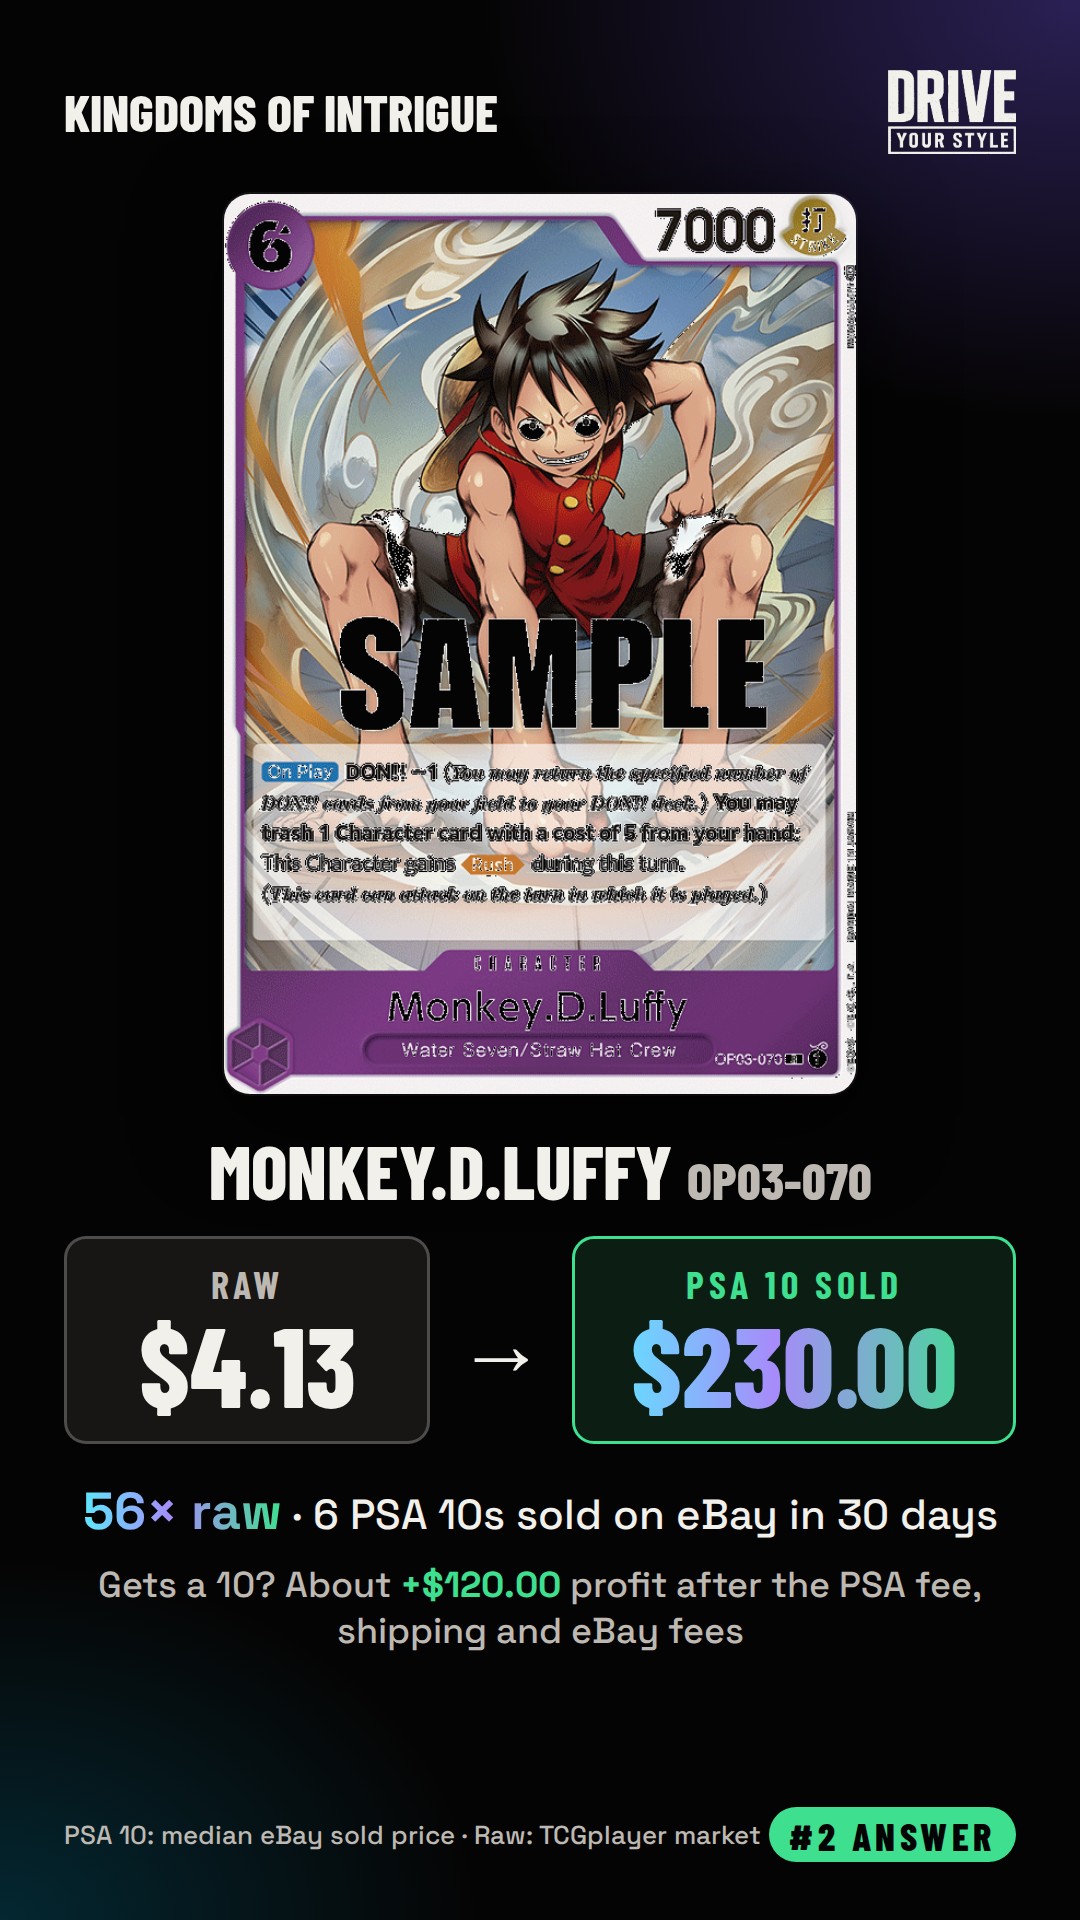 KINGDOMS OF INTRIGUE
DRIVE
YOUR STYLE
6
7000
打
STRIKE
SAMPLE
On Play DON!! −1 (You may return the specified number of
DON!! cards from your field to your DON!! deck.) You may
trash 1 Character card with a cost of 5 from your hand:
This Character gains Rush during this turn.
(This card can attack on the turn in which it is played.)
CHARACTER
Monkey.D.Luffy
Water Seven/Straw Hat Crew
OP03-070
MONKEY.D.LUFFY OP03-070
RAW
$4.13
→
PSA 10 SOLD
$230.00
56× raw · 6 PSA 10s sold on eBay in 30 days
Gets a 10? About +$120.00 profit after the PSA fee,
shipping and eBay fees
PSA 10: median eBay sold price · Raw: TCGplayer market
#2 ANSWER